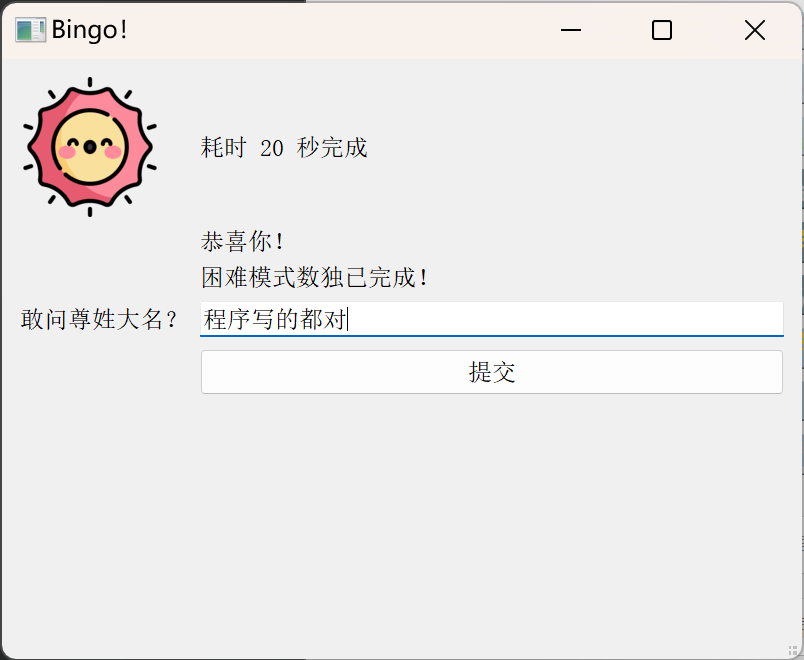 Bingo!
耗时 20 秒完成
恭喜你!
困难模式数独已完成!
敢问尊姓大名? 程序写的都对
提交